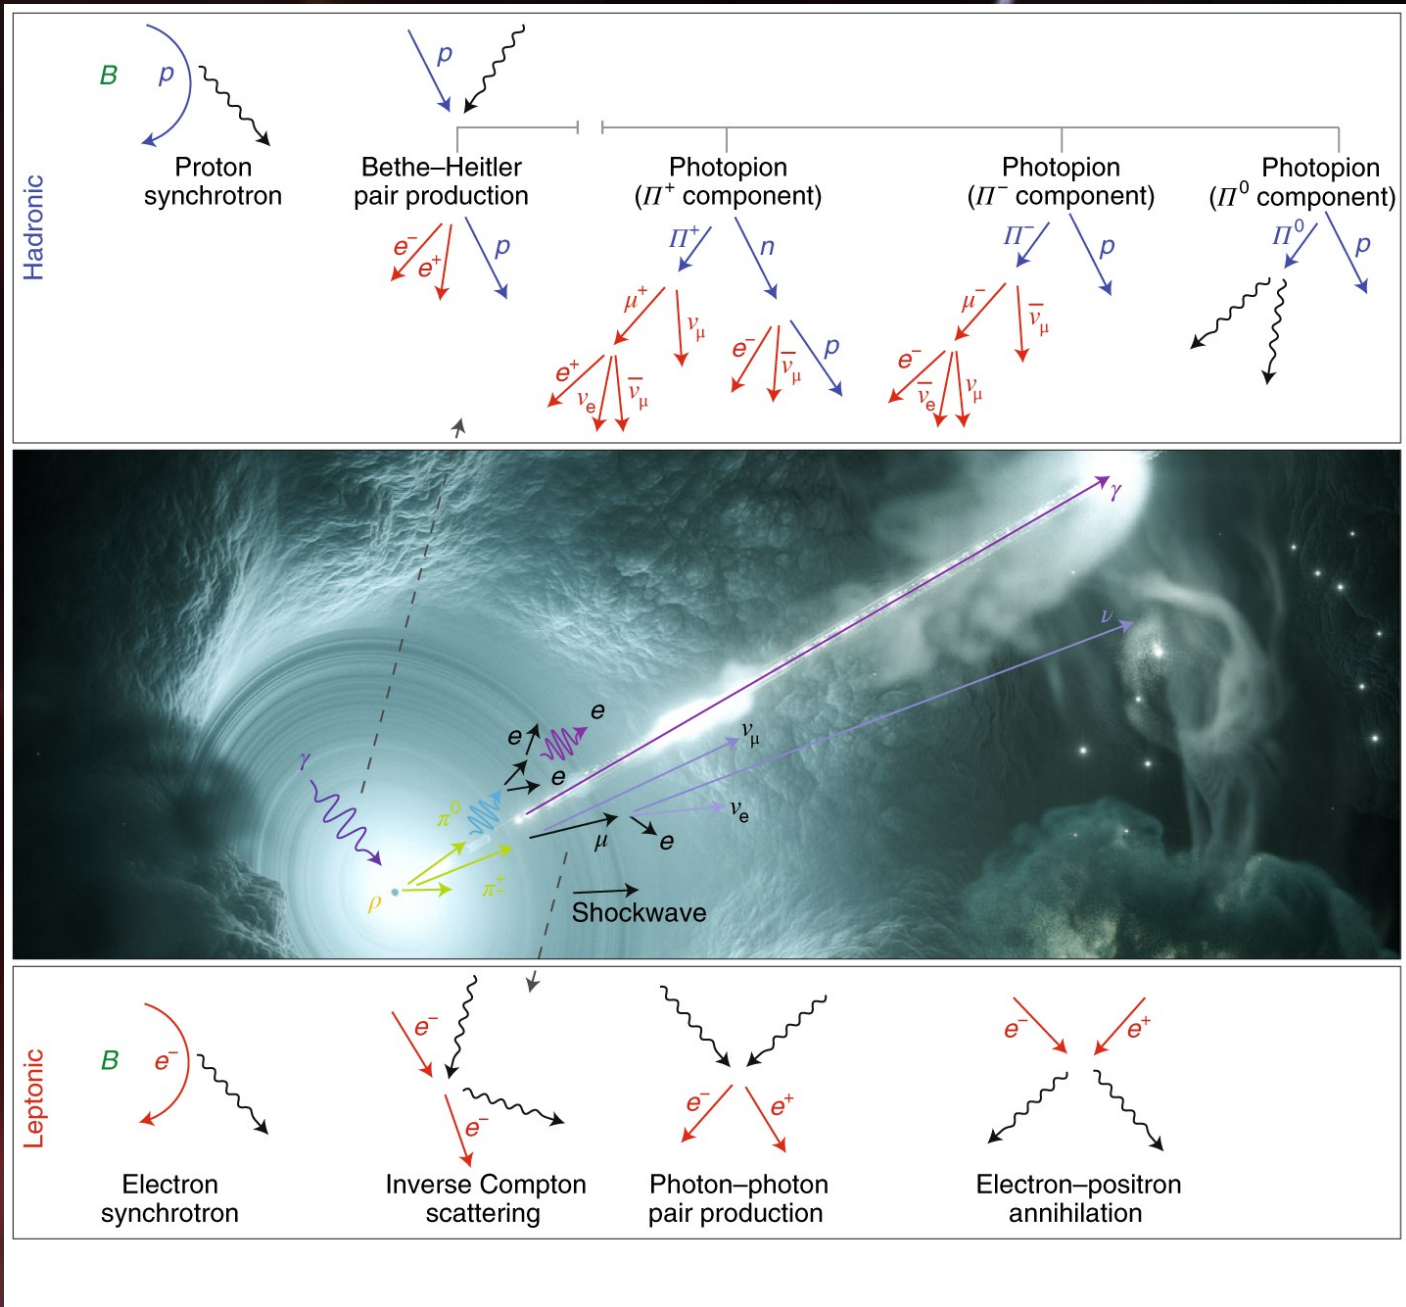 Hadronic
B
p
Proton
synchrotron
p
Bethe–Heitler
pair production
e⁻
e⁺
p
Photopion
(Π⁺ component)
Π⁺
n
μ⁺
ν_μ
e⁺
ν_e
ν̅_μ
e⁻
ν̅_μ
p
Photopion
(Π⁻ component)
Π⁻
p
μ⁻
ν̅_μ
e⁻
ν̅_e
ν_μ
Photopion
(Π⁰ component)
Π⁰
p
γ
ν
e
e
e
ν_μ
γ
π⁰
ν_e
μ
e
π±
ρ
Shockwave
Leptonic
B
e⁻
Electron
synchrotron
e⁻
e⁻
Inverse Compton
scattering
e⁻
e⁺
Photon–photon
pair production
e⁻
e⁺
Electron–positron
annihilation